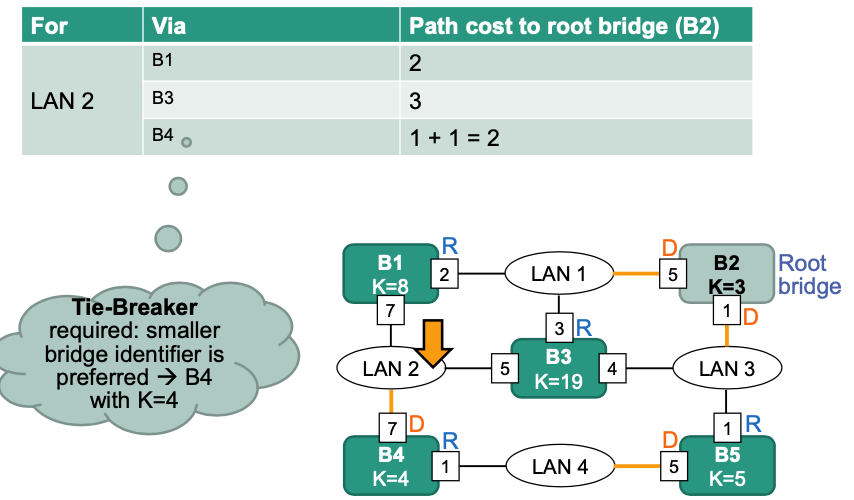 For Via Path cost to root bridge (B2)
LAN 2
B1 2
B3 3
B4 1 + 1 = 2
Tie-Breaker
required: smaller
bridge identifier is
preferred → B4
with K=4
B1
K=8
R
2
7
LAN 1
D
5
B2
K=3
1
D
Root
bridge
3
R
B3
K=19
5
4
LAN 2
LAN 3
7
D
B4
K=4
R
1
LAN 4
D
5
1
R
B5
K=5